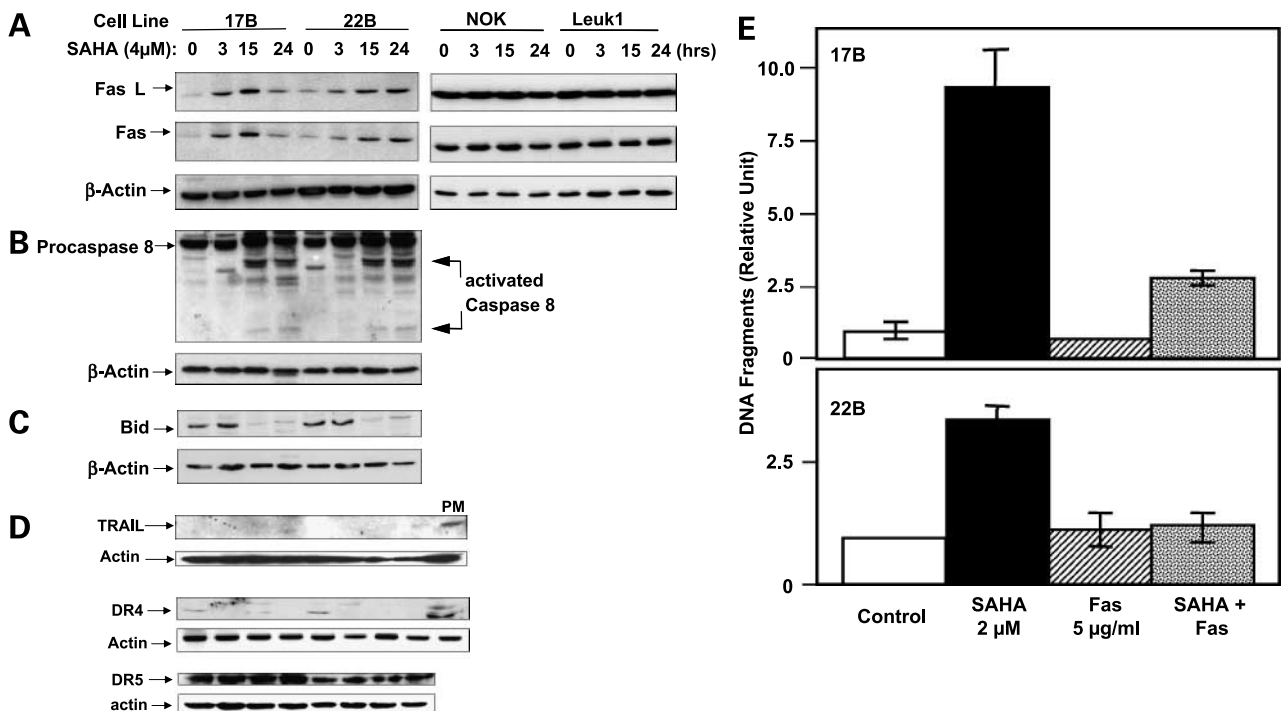 A
Cell Line 17B 22B NOK Leuk1
SAHA (4µM): 0 3 15 24 0 3 15 24 0 3 15 24 0 3 15 24 (hrs)
Fas L
Fas
β-Actin
B
Procaspase 8
activated
Caspase 8
β-Actin
C
Bid
β-Actin
D
PM
TRAIL
Actin
DR4
Actin
DR5
actin
E
DNA Fragments (Relative Unit)
17B
10.0
7.5
5.0
2.5
0
22B
2.5
0
Control SAHA Fas SAHA +
2 µM 5 µg/ml Fas